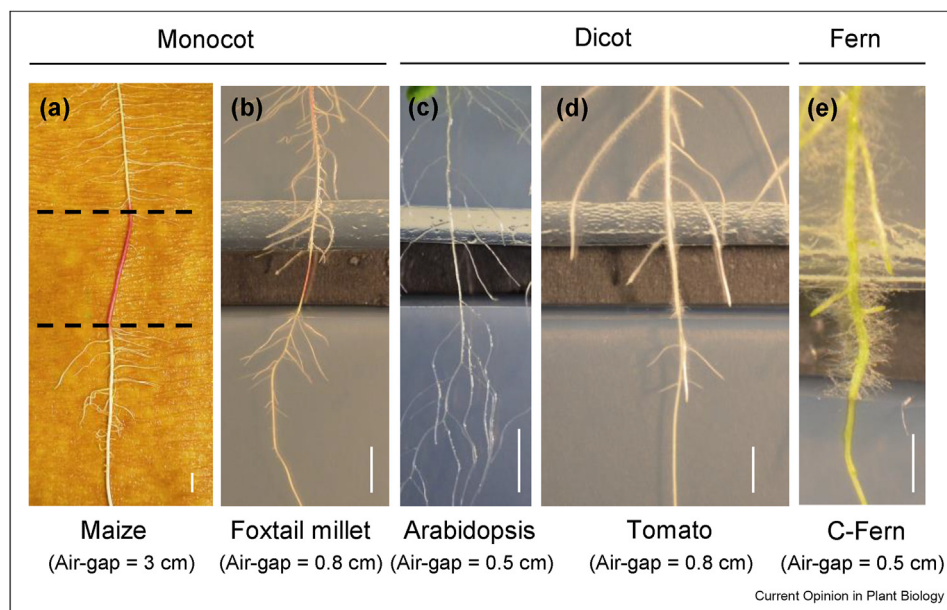 Monocot
Dicot
Fern
(a)
(b)
(c)
(d)
(e)
Maize
Foxtail millet
Arabidopsis
Tomato
C-Fern
(Air-gap = 3 cm)
(Air-gap = 0.8 cm)
(Air-gap = 0.5 cm)
(Air-gap = 0.8 cm)
(Air-gap = 0.5 cm)
Current Opinion in Plant Biology